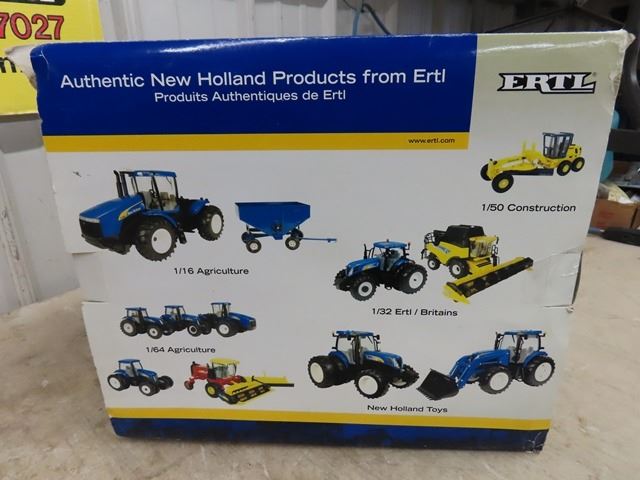 7027
Authentic New Holland Products from Ertl
Produits Authentiques de Ertl
ERTL
www.ertl.com
1/50 Construction
1/16 Agriculture
1/32 Ertl / Britains
1/64 Agriculture
New Holland Toys